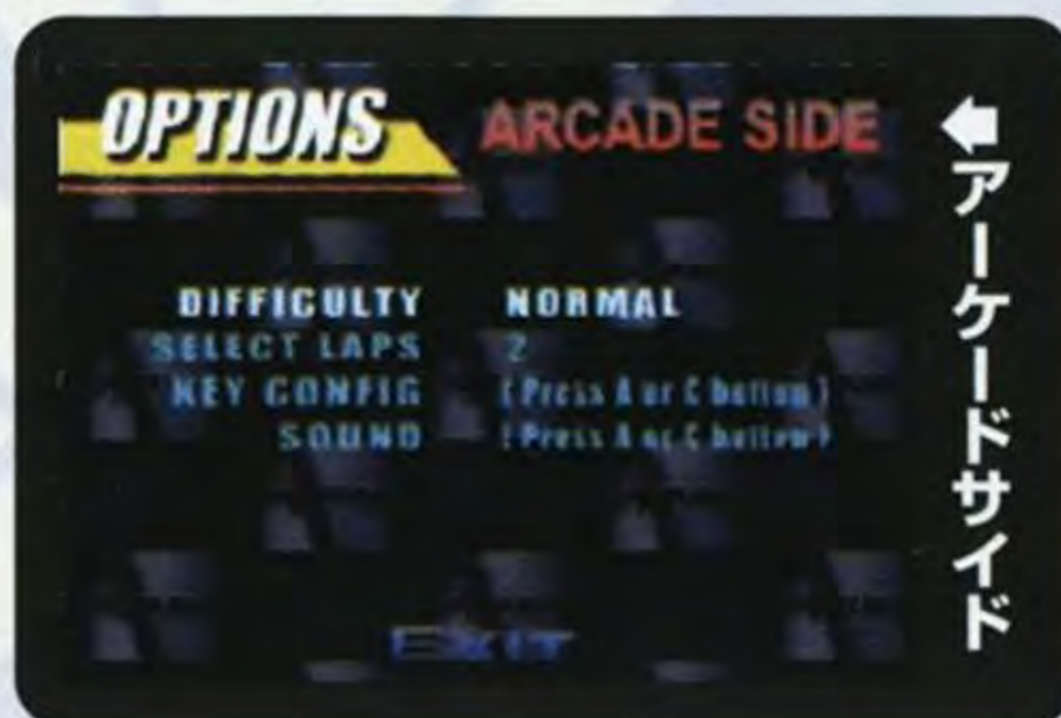 OPTIONS
ARCADE SIDE
DIFFICULTY NORMAL
SELECT LAPS 2
KEY CONFIG (Press A or C button)
SOUND (Press A or C button)
EXIT
←アーケードサイド